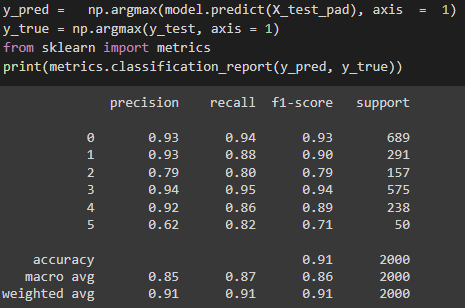 y_pred =   np.argmax(model.predict(X_test_pad), axis  =  1)
y_true = np.argmax(y_test, axis = 1)
from sklearn import metrics
print(metrics.classification_report(y_pred, y_true))
precision recall f1-score support
0 0.93 0.94 0.93 689
1 0.93 0.88 0.90 291
2 0.79 0.80 0.79 157
3 0.94 0.95 0.94 575
4 0.92 0.86 0.89 238
5 0.62 0.82 0.71 50
accuracy 0.91 2000
macro avg 0.85 0.87 0.86 2000
weighted avg 0.91 0.91 0.91 2000